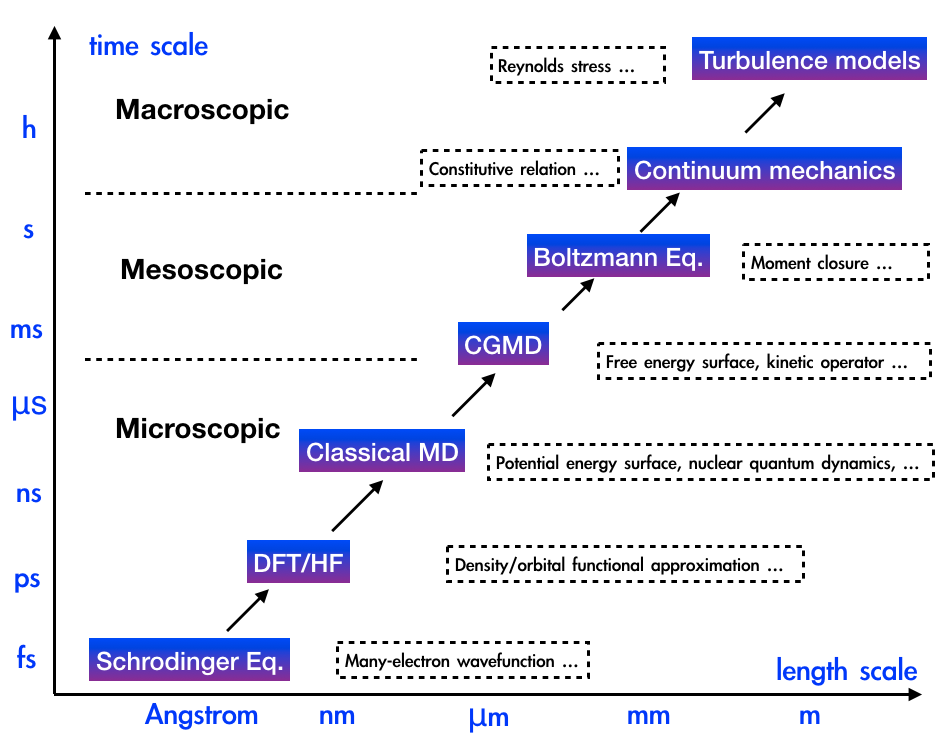 time scale
Reynolds stress ...
Turbulence models
Macroscopic
h
Constitutive relation ...
Continuum mechanics
s
Mesoscopic
Boltzmann Eq.
Moment closure ...
ms
CGMD
Free energy surface, kinetic operator ...
μs
Microscopic
Classical MD
Potential energy surface, nuclear quantum dynamics, ...
ns
DFT/HF
Density/orbital functional approximation ...
ps
fs
Schrodinger Eq.
Many-electron wavefunction ...
length scale
Angstrom
nm
μm
mm
m